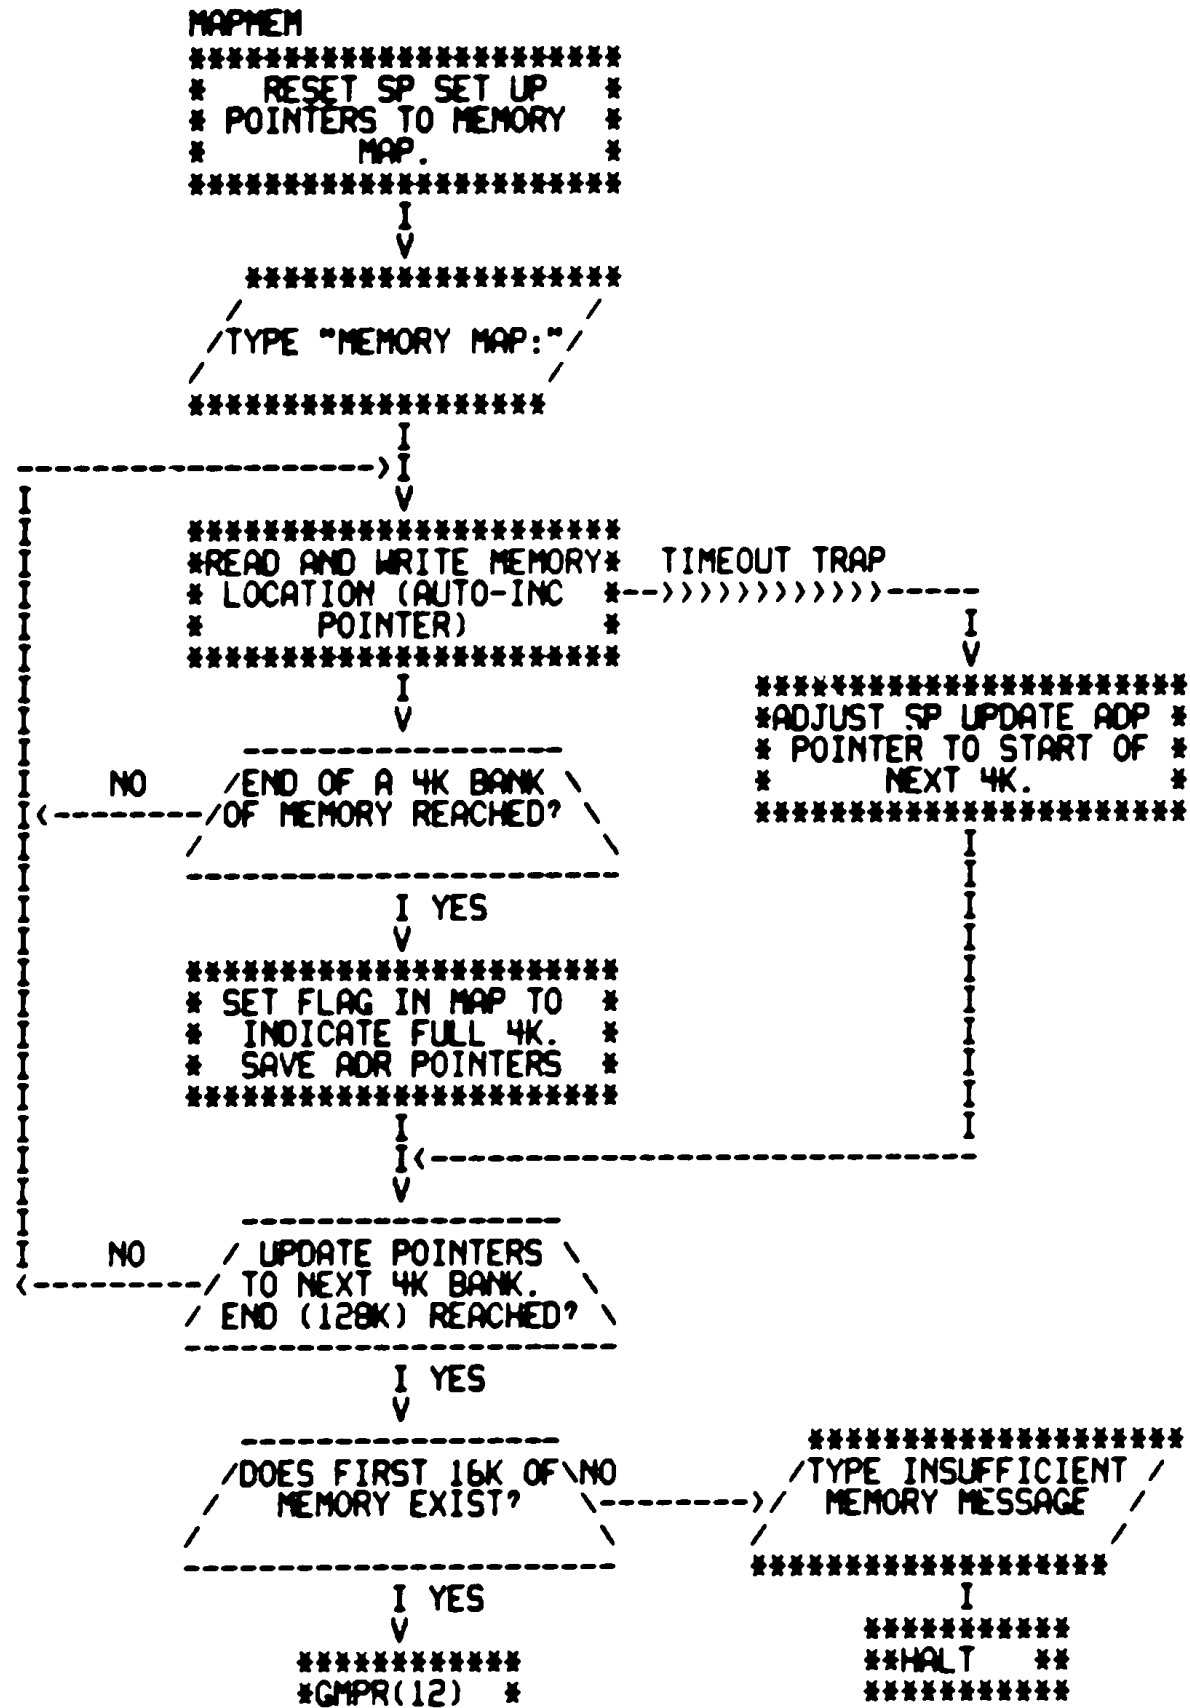 MAPMEM
RESET SP SET UP
POINTERS TO MEMORY
MAP.
TYPE "MEMORY MAP:"
READ AND WRITE MEMORY
LOCATION (AUTO-INC
POINTER)
TIMEOUT TRAP
ADJUST SP UPDATE ADP
POINTER TO START OF
NEXT 4K.
NO
END OF A 4K BANK
OF MEMORY REACHED?
YES
SET FLAG IN MAP TO
INDICATE FULL 4K.
SAVE ADR POINTERS
NO
UPDATE POINTERS
TO NEXT 4K BANK.
END (128K) REACHED?
YES
DOES FIRST 16K OF
MEMORY EXIST?
NO
TYPE INSUFFICIENT
MEMORY MESSAGE
YES
HALT
GMPR(12)